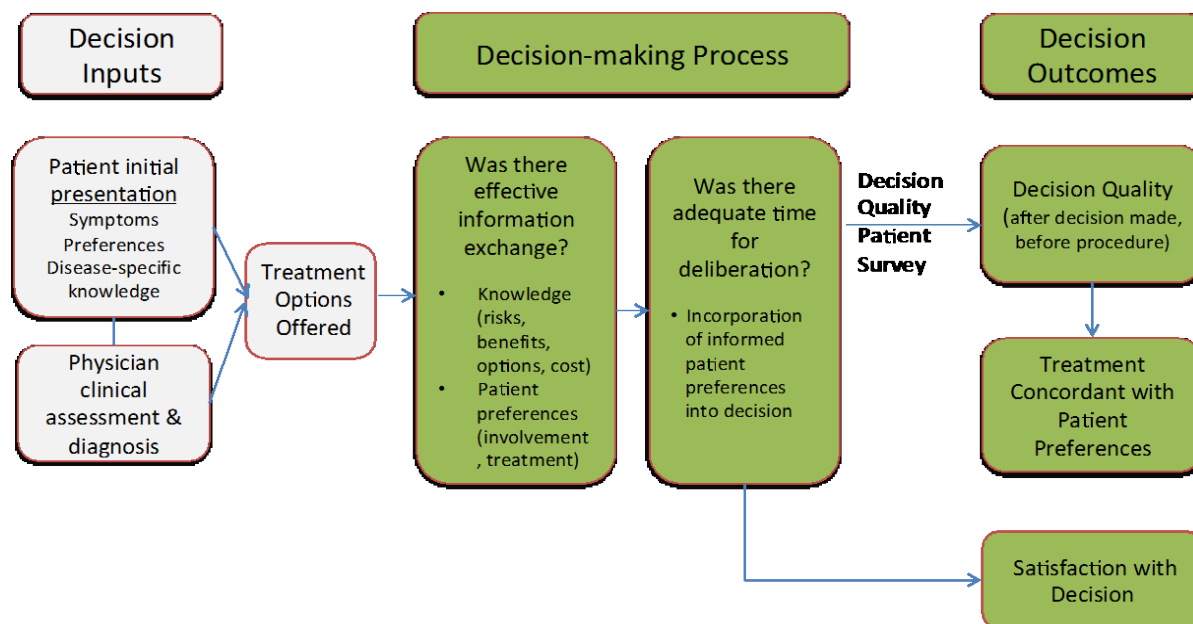 Decision
Inputs
Decision-making Process
Decision
Outcomes
Patient initial
presentation
Symptoms
Preferences
Disease-specific
knowledge
Physician
clinical
assessment &
diagnosis
Treatment
Options
Offered
Was there
effective
information
exchange?
• Knowledge
(risks,
benefits,
options, cost)
• Patient
preferences
(involvement
, treatment)
Was there
adequate time
for
deliberation?
• Incorporation
of informed
patient
preferences
into decision
Decision
Quality
Patient
Survey
Decision Quality
(after decision made,
before procedure)
Treatment
Concordant with
Patient
Preferences
Satisfaction with
Decision